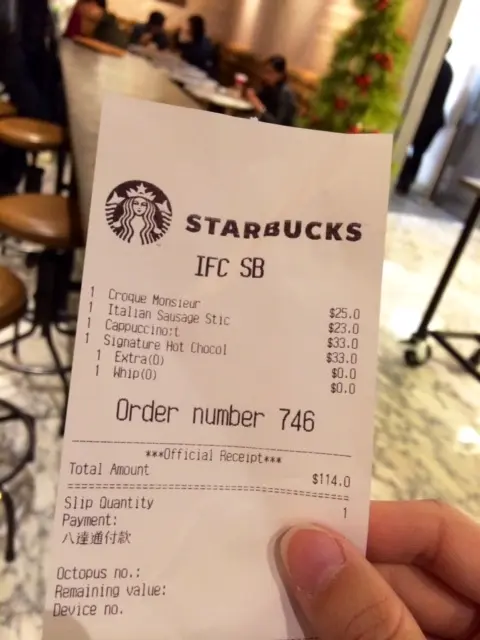 STARBUCKS
IFC SB
1 Croque Monsieur $25.0
1 Italian Sausage Stic $23.0
1 Cappuccino:t $33.0
1 Signature Hot Chocol $33.0
1 Extra(O) $0.0
1 Whip(O) $0.0
Order number 746
***Official Receipt***
Total Amount $114.0
Slip Quantity 1
Payment:
八達通付款
Octopus no.:
Remaining value:
Device no.